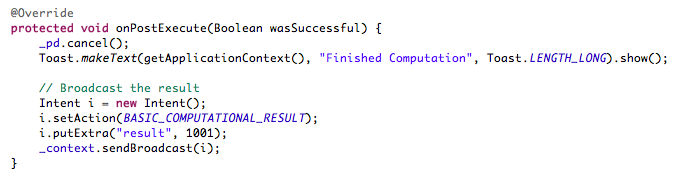 @Override
protected void onPostExecute(Boolean wasSuccessful) {
    _pd.cancel();
    Toast.makeText(getApplicationContext(), "Finished Computation", Toast.LENGTH_LONG).show();

    // Broadcast the result
    Intent i = new Intent();
    i.setAction(BASIC_COMPUTATIONAL_RESULT);
    i.putExtra("result", 1001);
    _context.sendBroadcast(i);
}